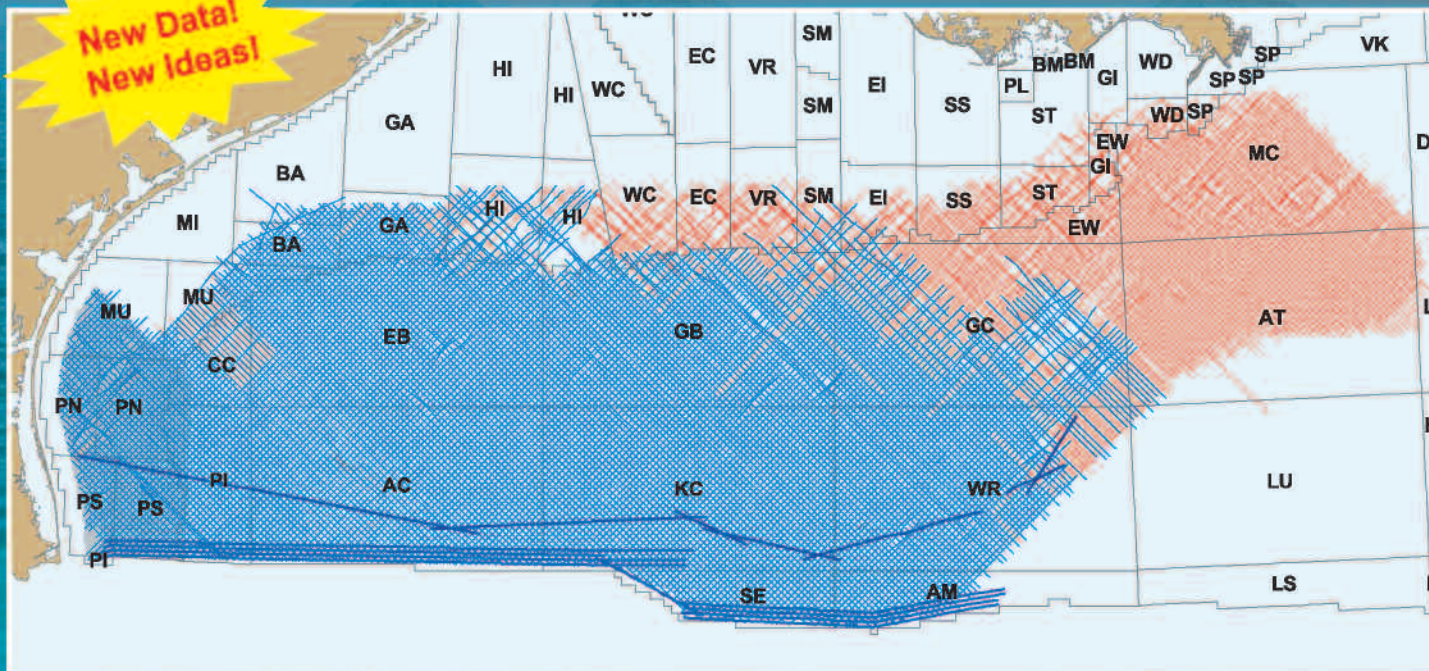 New Data!
New Ideas!
WC
SM
VK
HI
EC
VR
SM
EI
BM
BM
GI
WD
SP
SP
SP
HI
WC
SM
SS
PL
ST
WD
SP
GA
EW
GI
MC
BA
WC
EC
VR
SM
EI
SS
ST
MI
HI
HI
GA
BA
EW
MU
MU
EB
GB
GC
AT
CC
PN
PN
PI
AC
KC
WR
LU
PS
PS
PI
SE
AM
LS